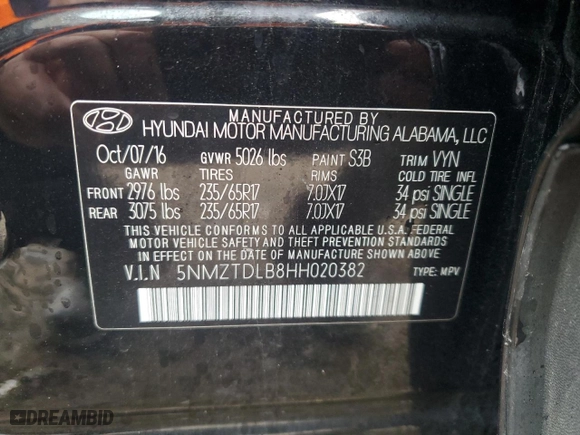 MANUFACTURED BY
HYUNDAI MOTOR MANUFACTURING ALABAMA, LLC
Oct/07/16 GVWR 5026 lbs PAINT S3B TRIM VYN
GAWR TIRES RIMS COLD TIRE INFL
FRONT 2976 lbs 235/65R17 7.0JX17 34 psi SINGLE
REAR 3075 lbs 235/65R17 7.0JX17 34 psi SINGLE
THIS VEHICLE CONFORMS TO ALL APPLICABLE U.S.A. FEDERAL
MOTOR VEHICLE SAFETY AND THEFT PREVENTION STANDARDS
IN EFFECT ON THE DATE OF MANUFACTURE SHOWN ABOVE.
V.I.N 5NMZTDLB8HH020382 TYPE: MPV
DREAMBID